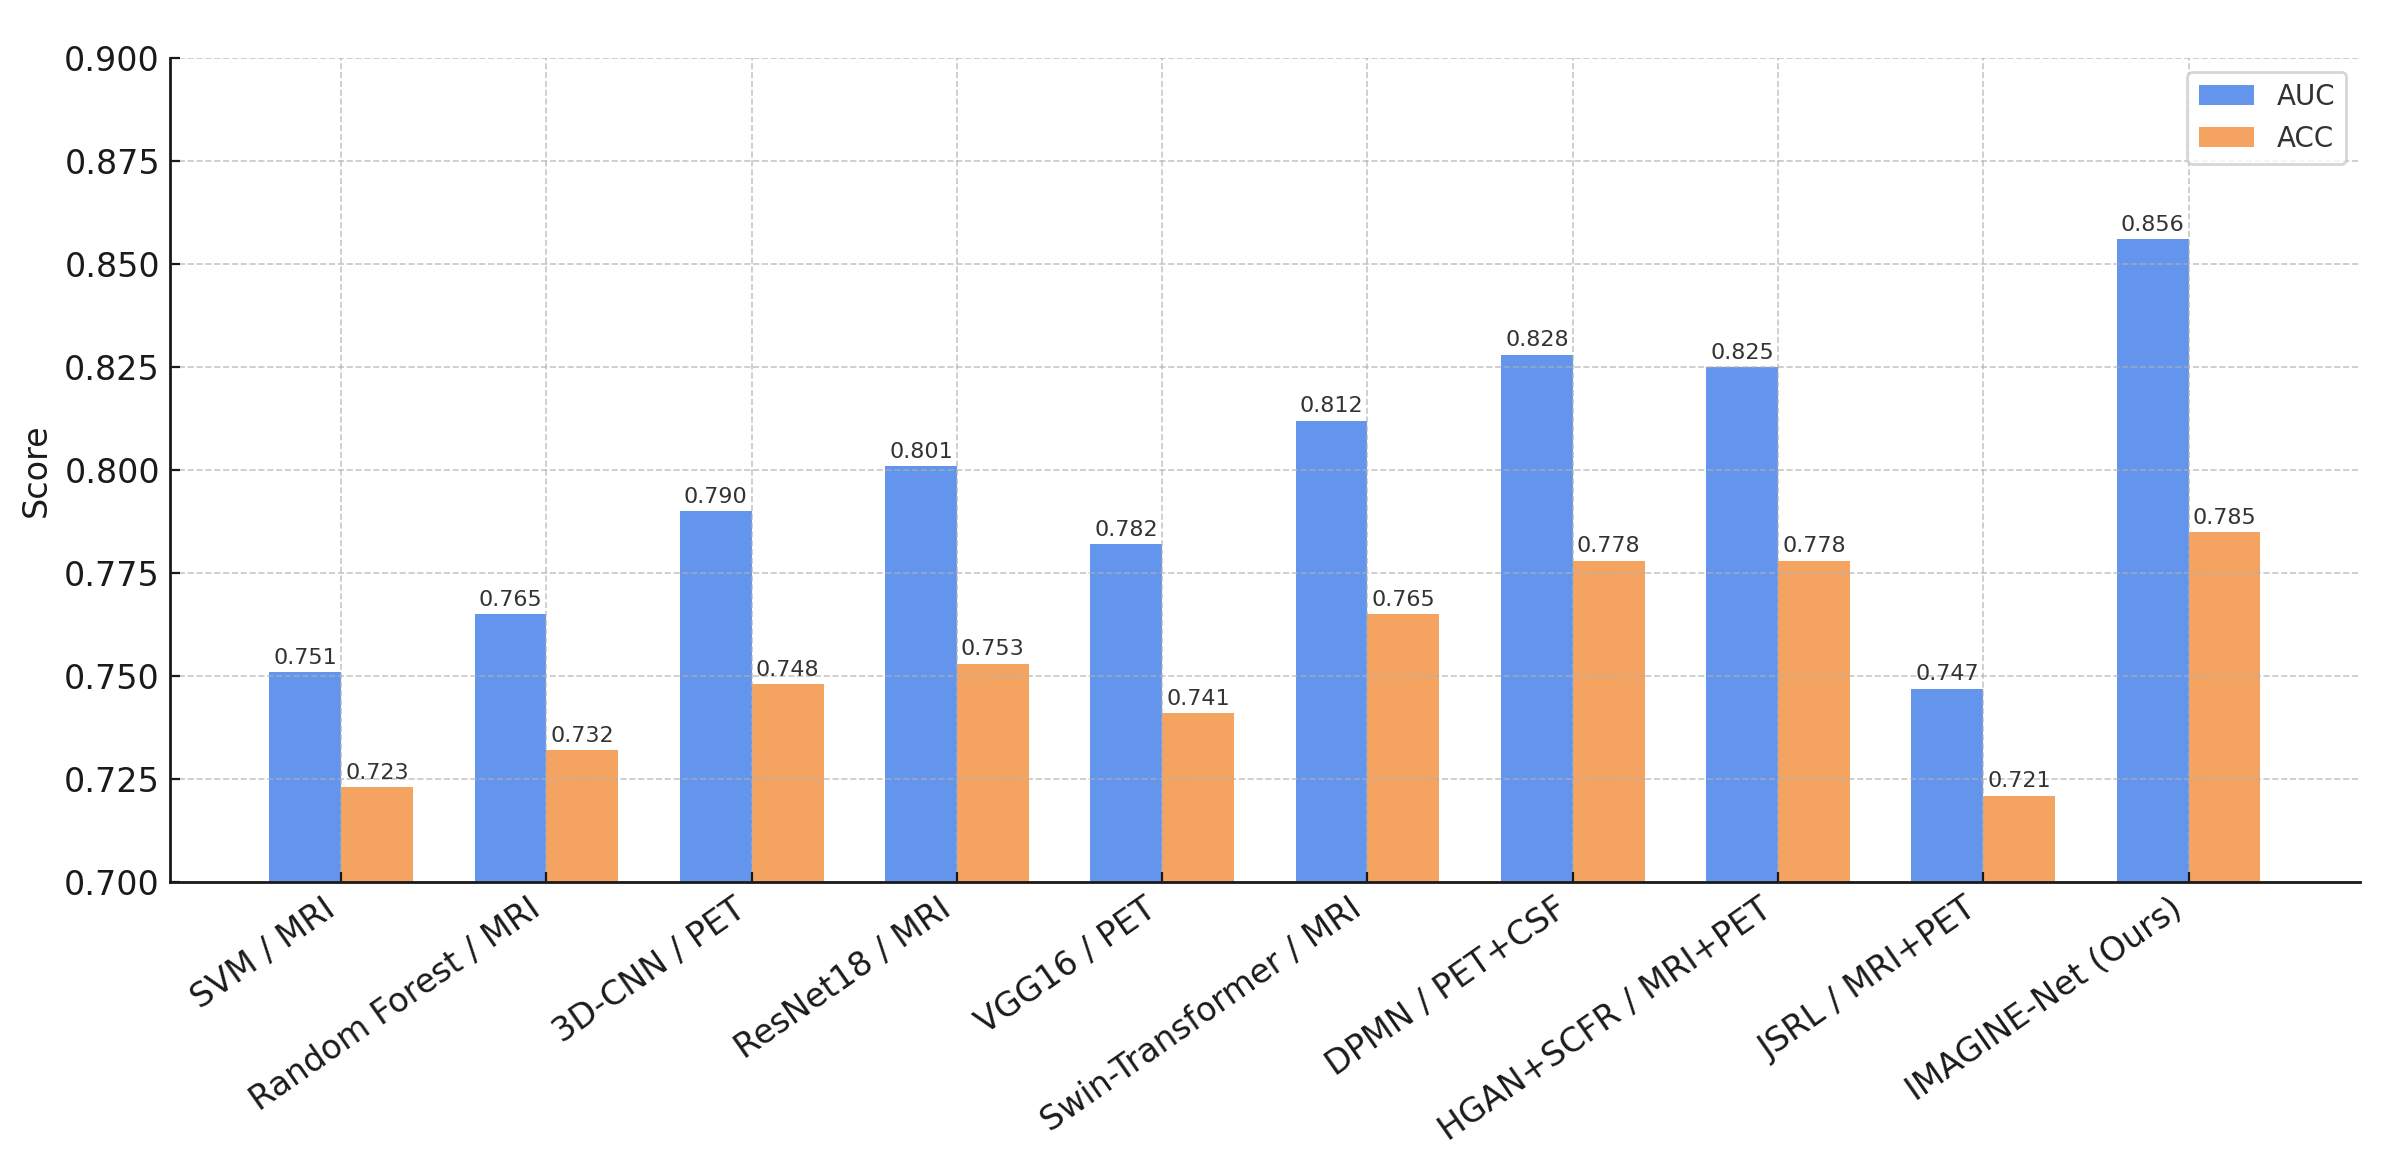 0.900
0.875
0.850
0.825
0.800
0.775
0.750
0.725
0.700
Score
AUC
ACC
0.751
0.723
0.765
0.732
0.790
0.748
0.801
0.753
0.782
0.741
0.812
0.765
0.828
0.778
0.825
0.778
0.747
0.721
0.856
0.785
SVM / MRI
Random Forest / MRI
3D-CNN / PET
ResNet18 / MRI
VGG16 / PET
Swin-Transformer / MRI
DPMN / PET+CSF
HGAN+SCFR / MRI+PET
JSRL / MRI+PET
IMAGINE-Net (Ours)